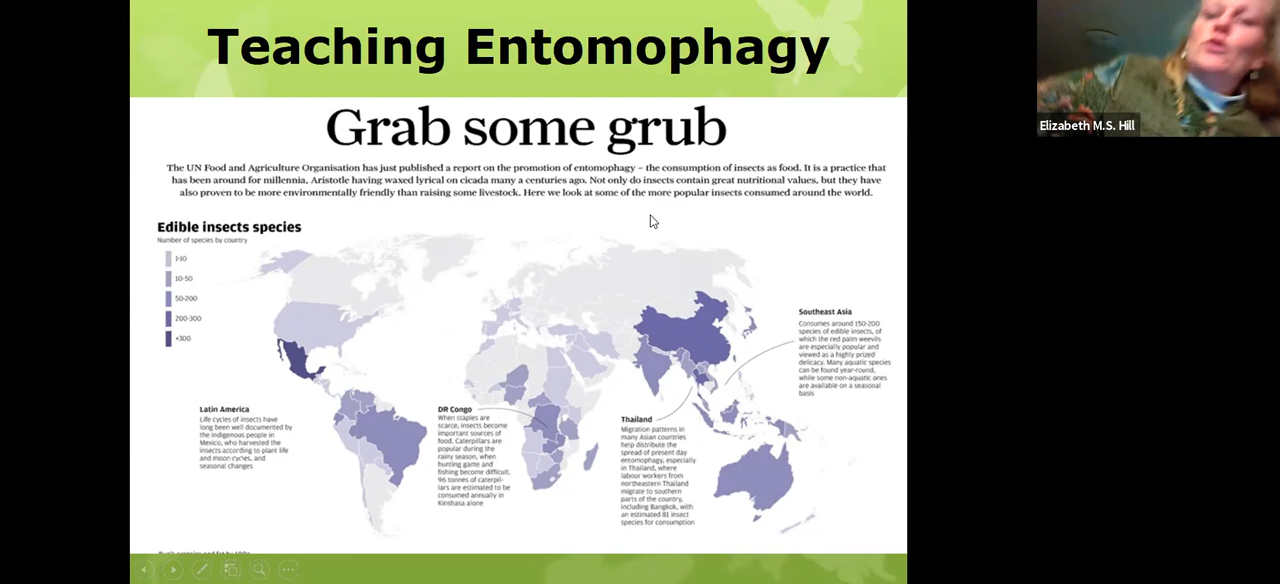 Teaching Entomophagy
Grab some grub
The UN Food and Agriculture Organisation has just published a report on the promotion of entomophagy – the consumption of insects as food. It is a practice that
has been around for millennia, Aristotle having waxed lyrical on cicada many a centuries ago. Not only do insects contain great nutritional values, but they have
also proven to be more environmentally friendly than raising some livestock. Here we look at some of the more popular insects consumed around the world.
Edible insects species
Number of species by country
1-10
10-50
50-200
200-300
+300
Latin America
Life cycles of insects have
long been well documented by
the indigenous people in
Mexico, who harvested the
insects according to plant life
and moon cycles, and
seasonal changes
DR Congo
When staples are
scarce, insects become
important sources of
food. Caterpillars are
popular during the
rainy season, when
hunting game and
fishing become difficult.
96 tonnes of caterpil-
lars are estimated to be
consumed annually in
Kinshasa alone
Thailand
Migration patterns in
many Asian countries
help distribute the
spread of present day
entomophagy, especially
in Thailand, where
labour workers from
northeastern Thailand
migrate to southern
parts of the country,
including Bangkok, with
an estimated 81 insect
species for consumption
Southeast Asia
Consumes around 150-200
species of edible insects, of
which the red palm weevils
are especially popular and
viewed as a highly prized
delicacy. Many aquatic species
can be found year-round,
while some non-aquatic ones
are available on a seasonal
basis
Elizabeth M.S. Hill